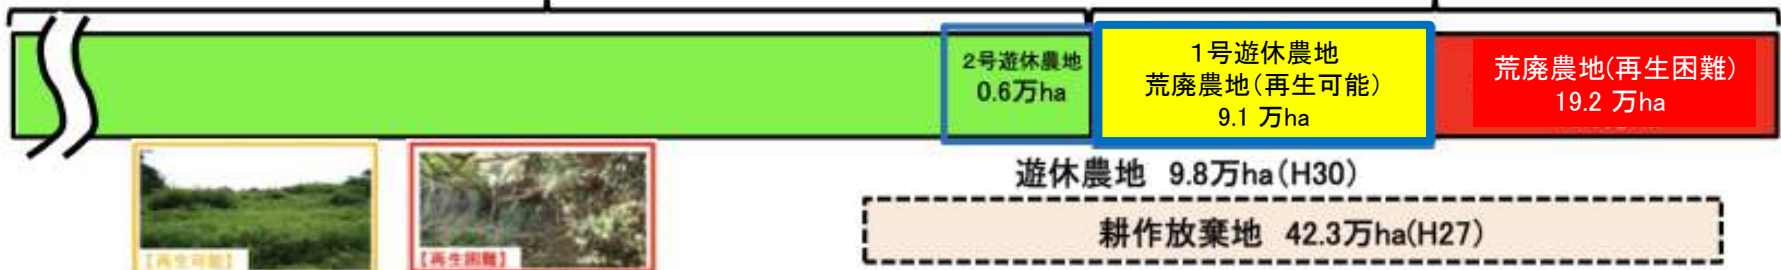 2号遊休農地
0.6万ha
1号遊休農地
荒廃農地(再生可能)
9.1 万ha
荒廃農地(再生困難)
19.2 万ha
遊休農地 9.8万ha(H30)
耕作放棄地 42.3万ha(H27)
【再生可能】
【再生困難】